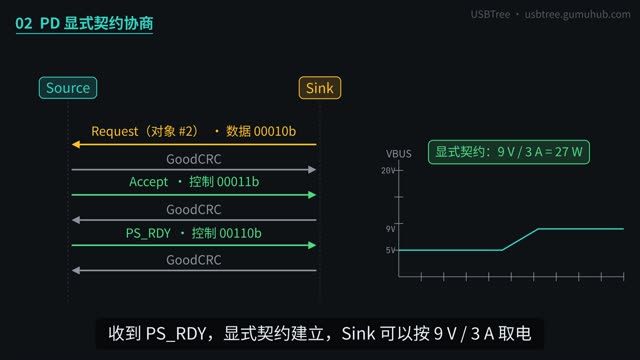 USBTree • usbtree.gumuhub.com
02 PD 显式契约协商
Source
Sink
Request（对象 #2） • 数据 00010b
GoodCRC
Accept • 控制 00011b
GoodCRC
PS_RDY • 控制 00110b
GoodCRC
显式契约：9 V / 3 A = 27 W
VBUS
20V
9V
5V
收到 PS_RDY，显式契约建立，Sink 可以按 9 V / 3 A 取电